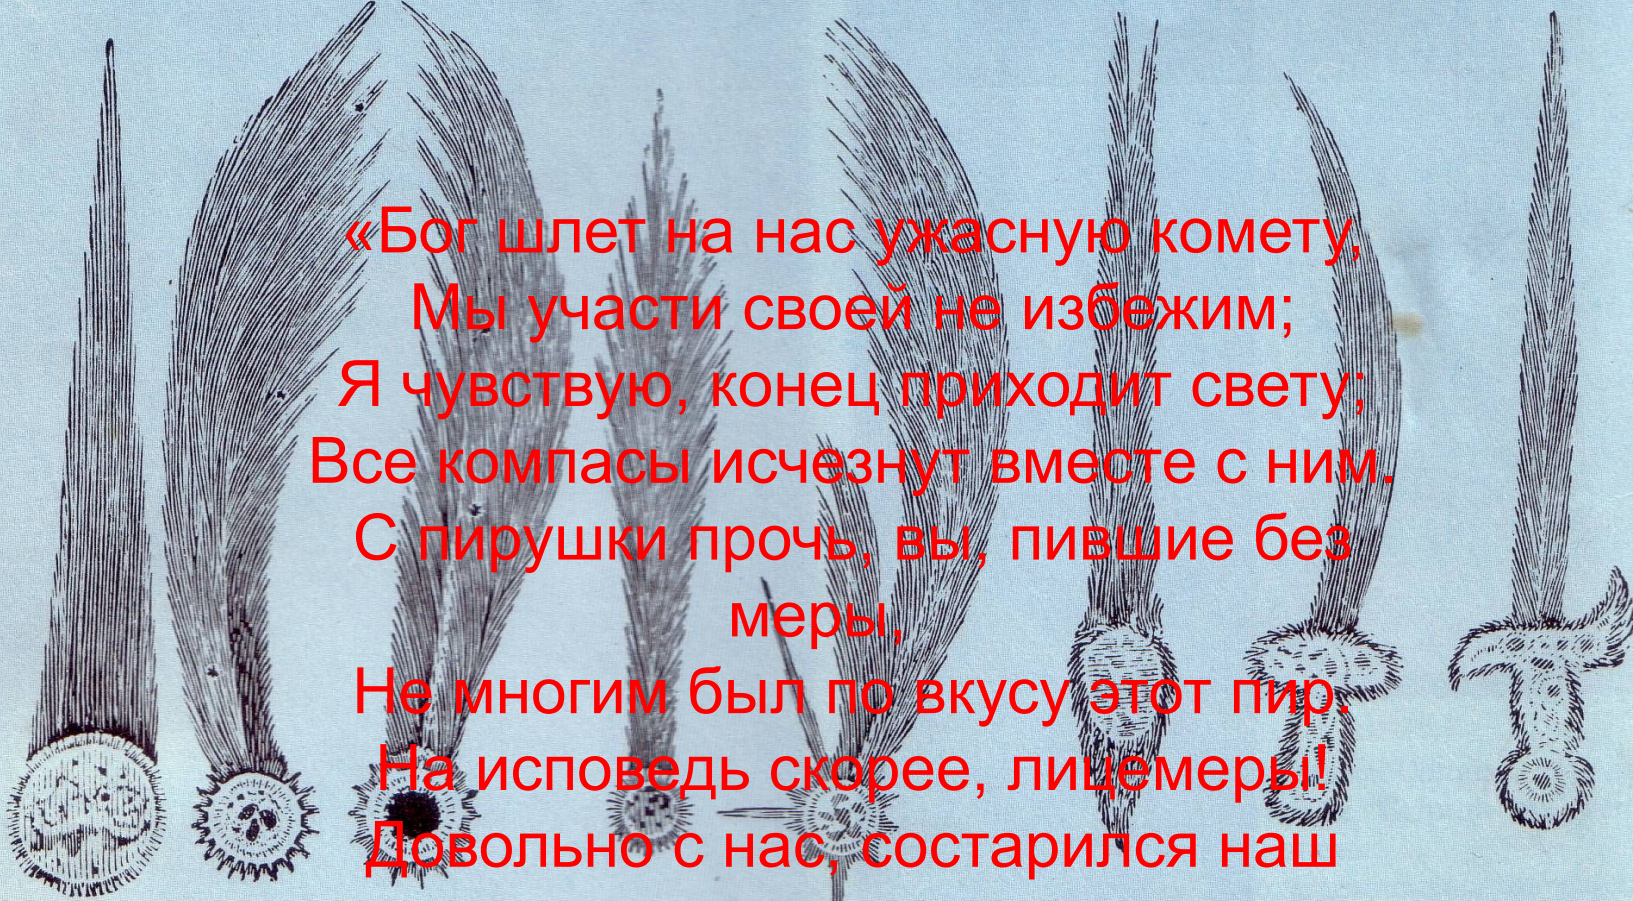 «Бог шлет на нас ужасную комету,
Мы участи своей не избежим;
Я чувствую, конец приходит свету;
Все компасы исчезнут вместе с ним.
С пирушки прочь, вы, пившие без
меры,
Не многим был по вкусу этот пир.
На исповедь скорее, лицемеры!
Довольно с нас, состарился наш